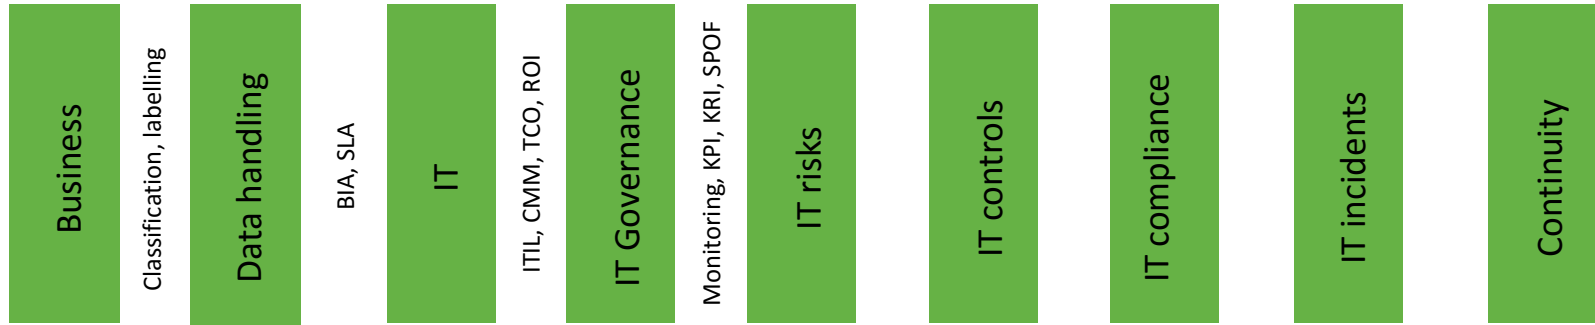 Business
Classification, labelling
Data handling
BIA, SLA
IT
ITIL, CMM, TCO, ROI
IT Governance
Monitoring, KPI, KRI, SPOF
IT risks
IT controls
IT compliance
IT incidents
Continuity